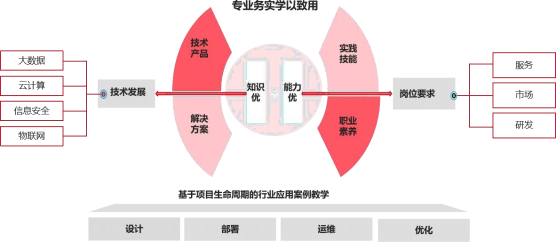 专业务实学以致用
技术
产品
实践
技能
大数据
云计算
信息安全
物联网
技术发展
知识
优
能力
优
岗位要求
服务
市场
研发
解决
方案
职业
素养
基于项目生命周期的行业应用案例教学
设计
部署
运维
优化